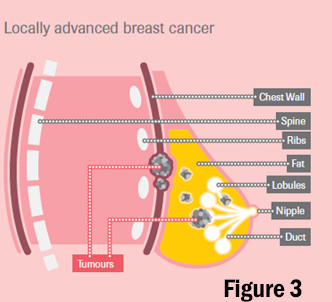 Locally advanced breast cancer
Chest Wall
Spine
Ribs
Fat
Lobules
Nipple
Duct
Tumours
Figure 3